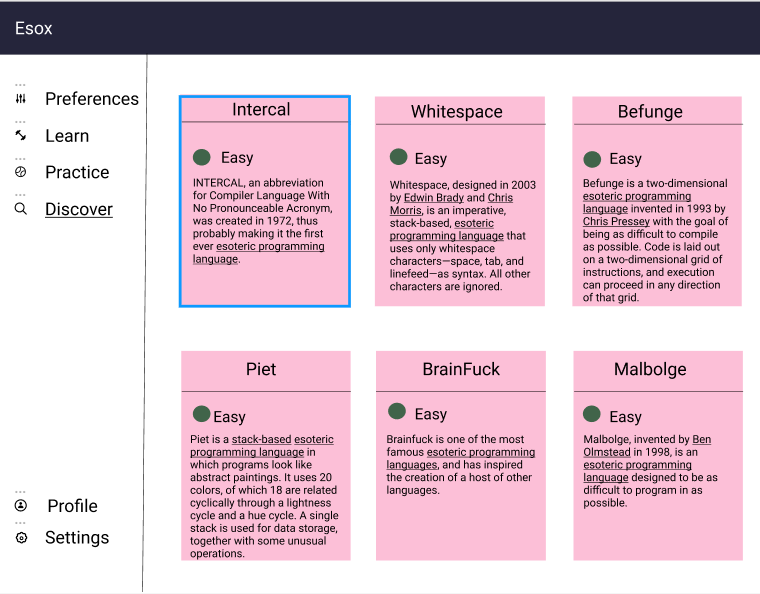 Esox
Preferences
Learn
Practice
Discover
Profile
Settings
Intercal
Easy
INTERCAL, an abbreviation
for Compiler Language With
No Pronounceable Acronym,
was created in 1972, thus
probably making it the first
ever esoteric programming
language.
Whitespace
Easy
Whitespace, designed in 2003
by Edwin Brady and Chris
Morris, is an imperative,
stack-based, esoteric
programming language that
uses only whitespace
characters—space, tab, and
linefeed—as syntax. All other
characters are ignored.
Befunge
Easy
Befunge is a two-dimensional
esoteric programming
language invented in 1993 by
Chris Pressey with the goal of
being as difficult to compile
as possible. Code is laid out
on a two-dimensional grid of
instructions, and execution
can proceed in any direction
of that grid.
Piet
Easy
Piet is a stack-based esoteric
programming language in
which programs look like
abstract paintings. It uses 20
colors, of which 18 are related
cyclically through a lightness
cycle and a hue cycle. A single
stack is used for data storage,
together with some unusual
operations.
BrainFuck
Easy
Brainfuck is one of the most
famous esoteric programming
languages, and has inspired
the creation of a host of other
languages.
Malbolge
Easy
Malbolge, invented by Ben
Olmstead in 1998, is an
esoteric programming
language designed to be as
difficult to program in as
possible.